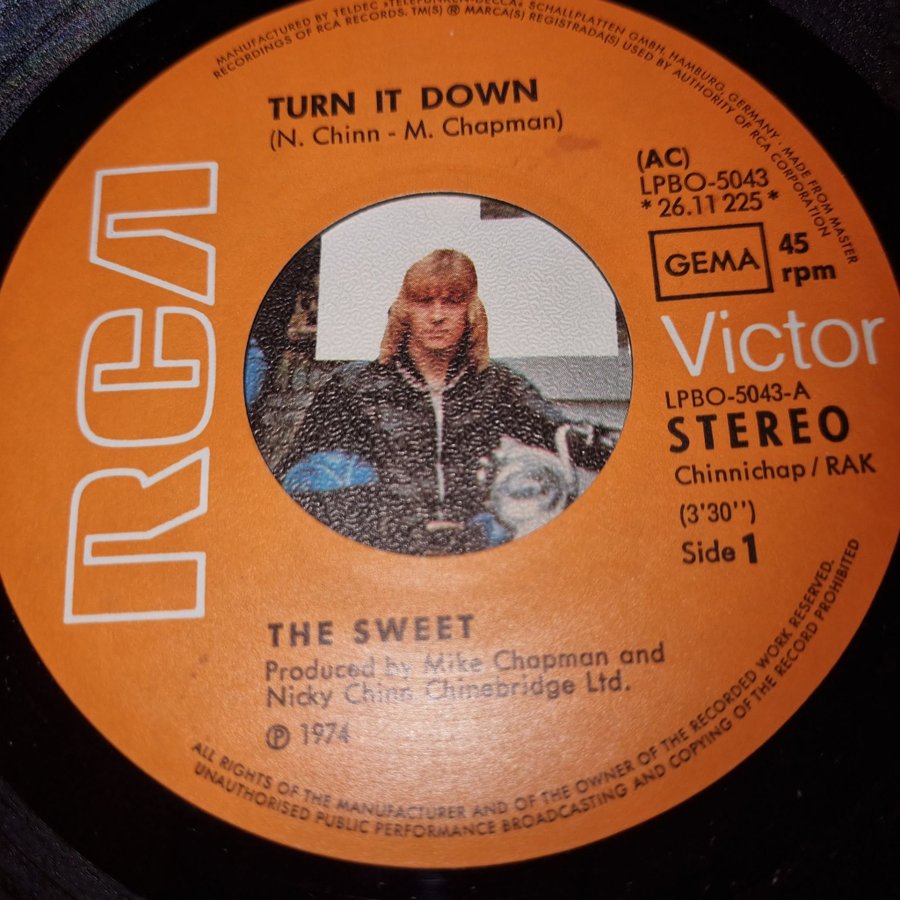 MANUFACTURED BY TELDEC »TELEFUNKEN-DECCA« SCHALLPLATTEN GMBH, HAMBURG, GERMANY · MADE FROM MASTER
RECORDINGS OF RCA RECORDS. TM(S) ® MARCA(S) REGISTRADA(S) USED BY AUTHORITY OF RCA CORPORATION
TURN IT DOWN
(N. Chinn - M. Chapman)
(AC)
LPBO-5043
* 26.11 225 *
GEMA
45
rpm
RCA
Victor
LPBO-5043-A
STEREO
Chinnichap / RAK
(3'30'')
Side 1
THE SWEET
Produced by Mike Chapman and
Nicky Chinn Chinebridge Ltd.
℗ 1974
ALL RIGHTS OF THE MANUFACTURER AND OF THE OWNER OF THE RECORDED WORK RESERVED.
UNAUTHORISED PUBLIC PERFORMANCE BROADCASTING AND COPYING OF THE RECORD PROHIBITED